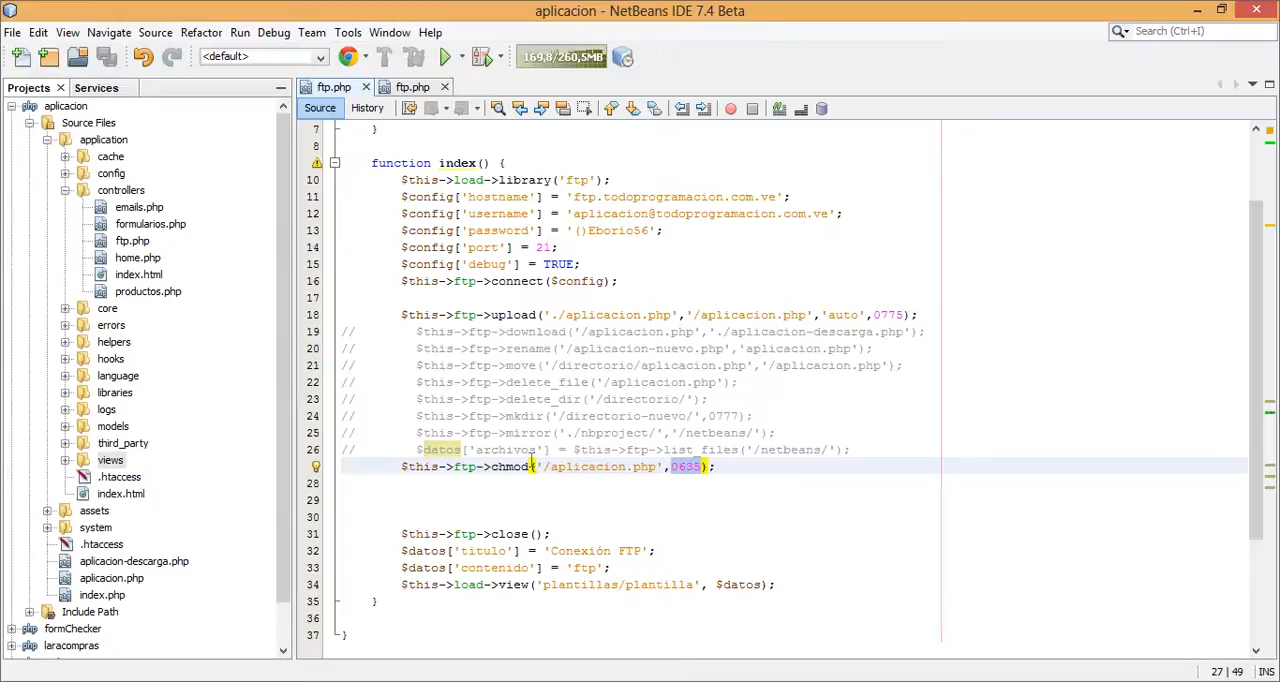 aplicacion - NetBeans IDE 7.4 Beta
File Edit View Navigate Source Refactor Run Debug Team Tools Window Help
Search (Ctrl+I)
<default>
169,8/260,5MB
Projects
Services
aplicacion
Source Files
application
cache
config
controllers
emails.php
formularios.php
ftp.php
home.php
index.html
productos.php
core
errors
helpers
hooks
language
libraries
logs
models
third_party
views
.htaccess
index.html
assets
system
.htaccess
aplicacion-descarga.php
aplicacion.php
index.php
Include Path
formChecker
laracompras
ftp.php
ftp.php
Source
History
7 }
8
function index() {
10 $this->load->library('ftp');
11 $config['hostname'] = 'ftp.todoprogramacion.com.ve';
12 $config['username'] = 'aplicacion@todoprogramacion.com.ve';
13 $config['password'] = '()Eborio56';
14 $config['port'] = 21;
15 $config['debug'] = TRUE;
16 $this->ftp->connect($config);
17
18 $this->ftp->upload('./aplicacion.php','/aplicacion.php','auto',0775);
19 // $this->ftp->download('/aplicacion.php','./aplicacion-descarga.php');
20 // $this->ftp->rename('/aplicacion-nuevo.php','aplicacion.php');
21 // $this->ftp->move('/directorio/aplicacion.php','/aplicacion.php');
22 // $this->ftp->delete_file('/aplicacion.php');
23 // $this->ftp->delete_dir('/directorio/');
24 // $this->ftp->mkdir('/directorio-nuevo/',0777);
25 // $this->ftp->mirror('./nbproject/','/netbeans/');
26 // $datos['archivos'] = $this->ftp->list_files('/netbeans/');
$this->ftp->chmod('/aplicacion.php',0635);
28
29
30
31 $this->ftp->close();
32 $datos['titulo'] = 'Conexión FTP';
33 $datos['contenido'] = 'ftp';
34 $this->load->view('plantillas/plantilla', $datos);
35 }
36
37 }
27 | 49 INS